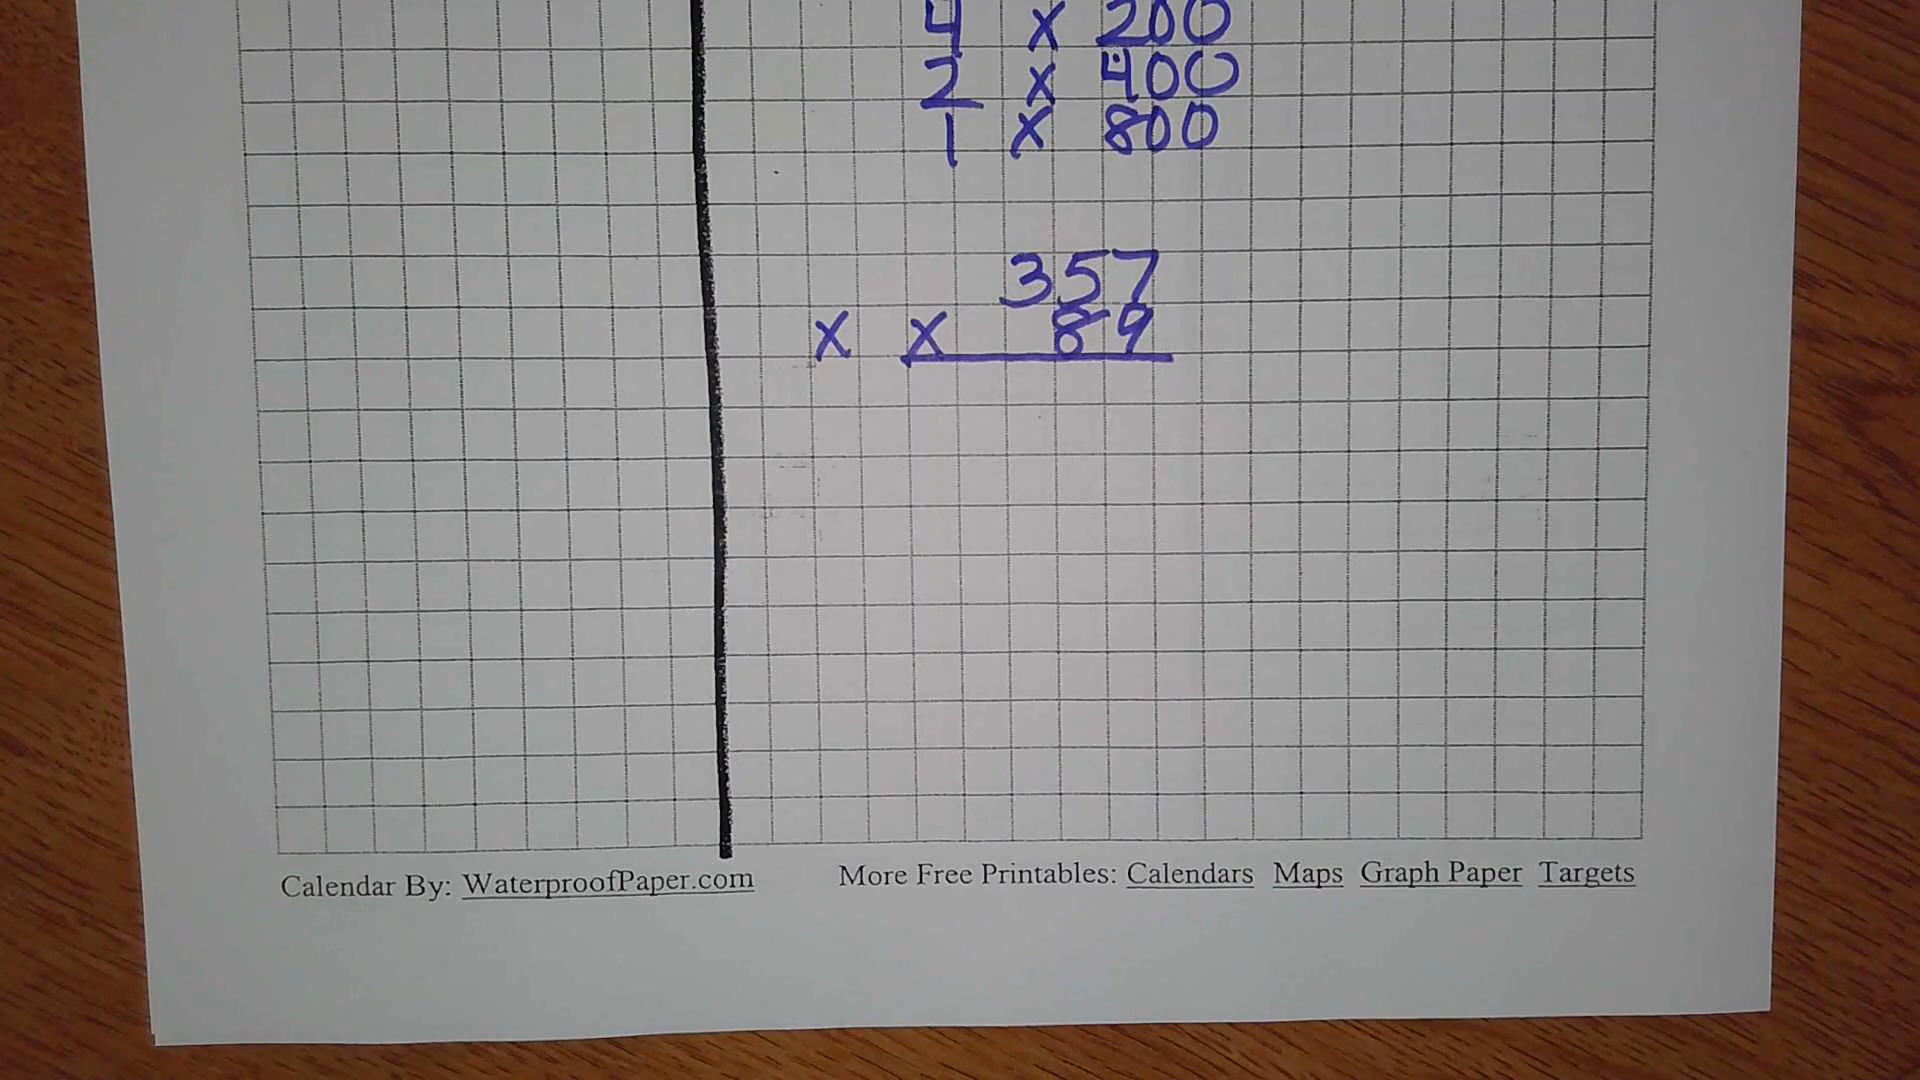 4 x 200
2 x 400
1 x 800
357
x x 89
Calendar By: WaterproofPaper.com More Free Printables: Calendars Maps Graph Paper Targets